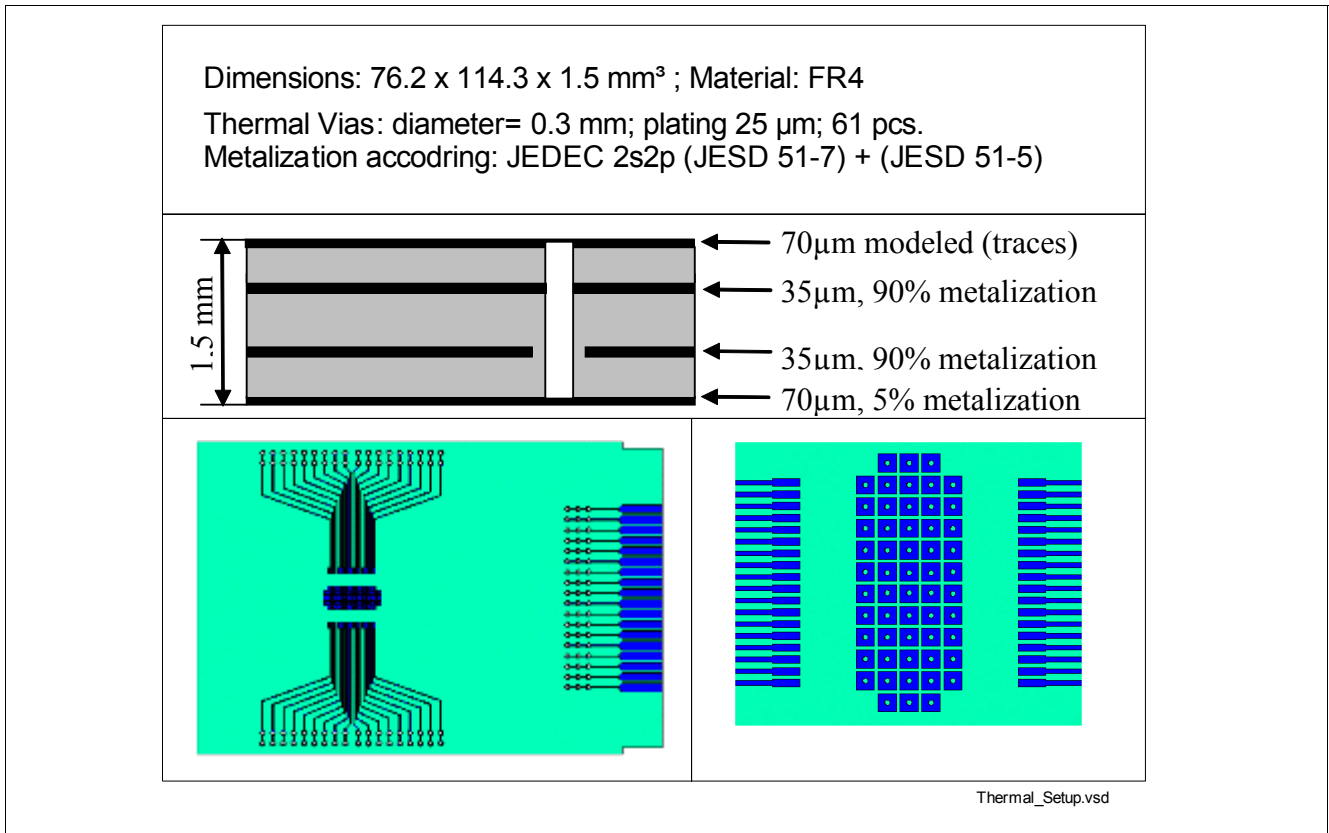 Dimensions: 76.2 x 114.3 x 1.5 mm³ ; Material: FR4
Thermal Vias: diameter= 0.3 mm; plating 25 µm; 61 pcs.
Metalization accodring: JEDEC 2s2p (JESD 51-7) + (JESD 51-5)
1.5 mm
70µm modeled (traces)
35µm, 90% metalization
35µm, 90% metalization
70µm, 5% metalization
Thermal_Setup.vsd